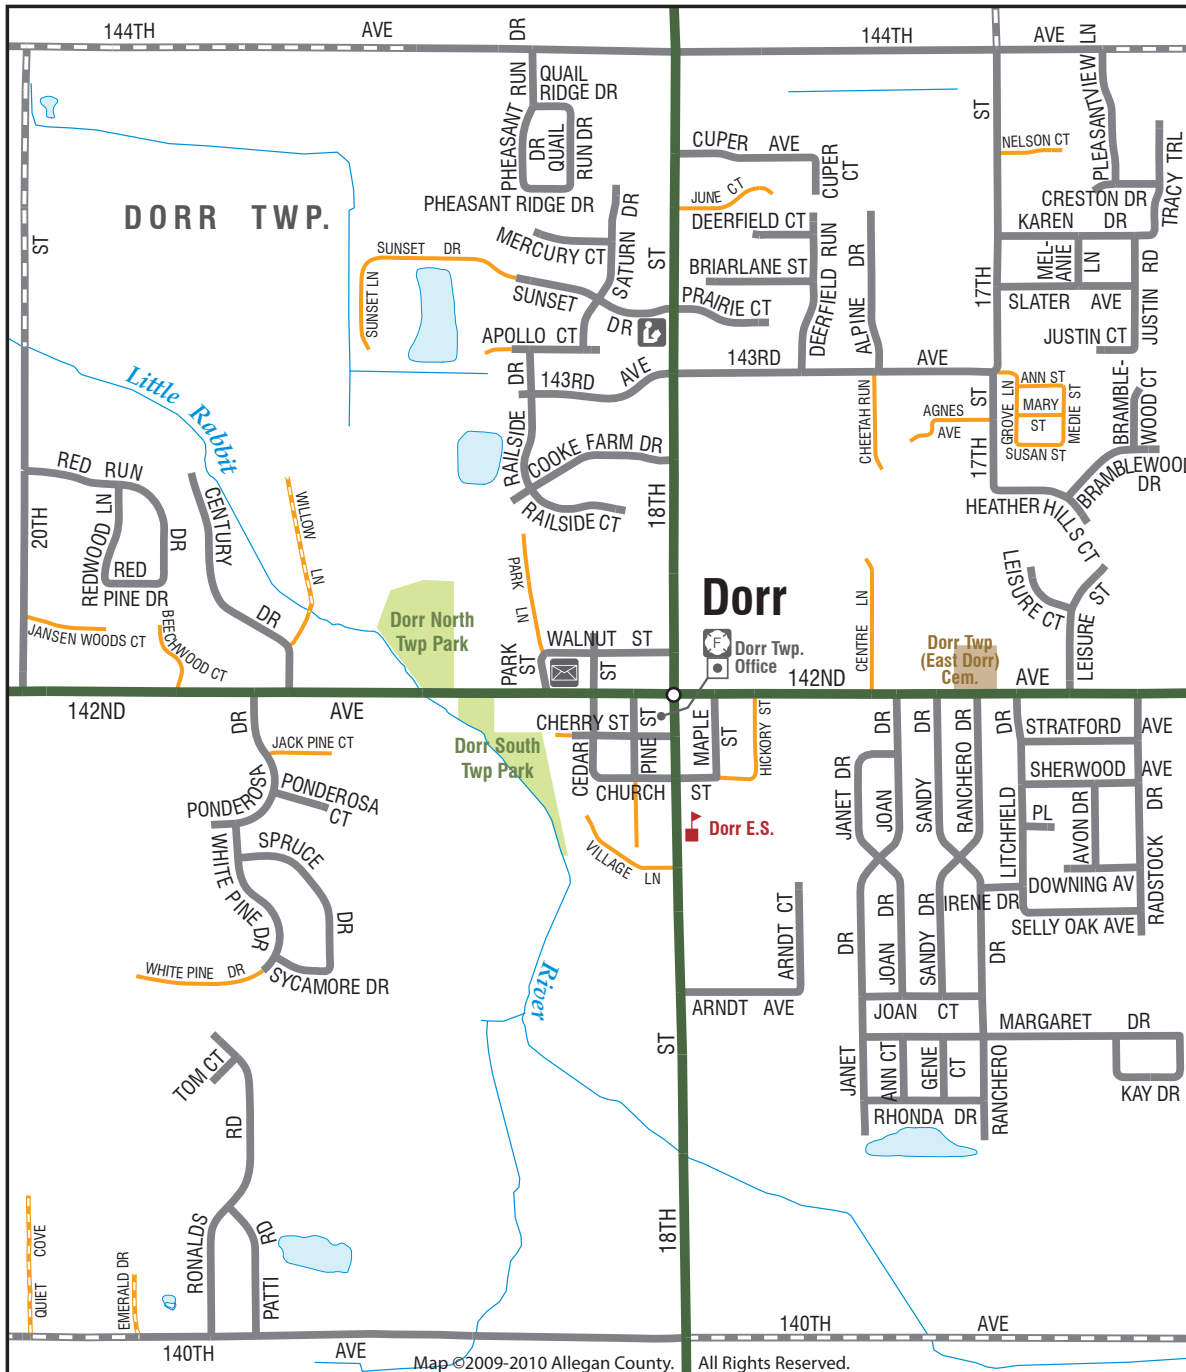 144TH AVE DR 144TH AVE
QUAIL
RIDGE DR
PHEASANT RUN
DR
QUAIL
RUN DR
PHEASANT RIDGE DR
CUPER AVE
CUPER
CT
ST
LN
PLEASANTVIEW
NELSON CT
TRACY TRL
CRESTON DR
KAREN DR
MEL-
ANIE
LN
JUSTIN RD
SLATER AVE
JUSTIN CT
17TH
DORR TWP.
ST
JUNE CT
DEERFIELD CT
BRIARLANE ST
PRAIRIE CT
DEERFIELD RUN
ALPINE DR
MERCURY CT
SATURN DR
ST
SUNSET DR
SUNSET LN
SUNSET DR
APOLLO CT
143RD AVE
143RD AVE
RAILSIDE DR
COOKE FARM DR
RAILSIDE CT
18TH
CHEETAH RUN
AGNES
AVE
17TH ST
GROVE LN
ANN ST
MARY
ST
SUSAN ST
MEDIE ST
BRAMBLE-
WOOD CT
BRAMBLEWOOD
DR
HEATHER HILLS CT
LEISURE CT
LEISURE ST
Little Rabbit
RED RUN
DR
REDWOOD LN
RED
PINE DR
20TH
CENTURY DR
WILLOW LN
JANSEN WOODS CT
BEECHWOOD CT
PARK LN
Dorr North
Twp Park
WALNUT ST
PARK
ST
ST
Dorr
F
Dorr Twp.
Office
CENTRE LN
Dorr Twp
(East Dorr)
Cem.
142ND AVE
142ND AVE
DR
JACK PINE CT
PONDEROSA
PONDEROSA
CT
Dorr South
Twp Park
CHERRY ST
CEDAR
PINE ST
MAPLE
ST
HICKORY ST
CHURCH ST
VILLAGE LN
Dorr E.S.
WHITE PINE DR
SPRUCE
DR
WHITE PINE DR
SYCAMORE DR
JANET DR
JOAN
DR
SANDY
DR
RANCHERO DR
STRATFORD AVE
SHERWOOD AVE
LITCHFIELD
DR
PL
AVON DR
DOWNING AV
RADSTOCK DR
IRENE DR
SELLY OAK AVE
DR
JOAN DR
SANDY DR
DR
ARNDT CT
ARNDT AVE
River
JOAN CT
MARGARET DR
JANET
ANN CT
GENE
CT
RANCHERO
RHONDA DR
KAY DR
ST
18TH
TOM CT
RD
RONALDS
RD
PATTI
QUIET COVE
EMERALD DR
140TH AVE
140TH AVE
Map ©2009-2010 Allegan County. All Rights Reserved.